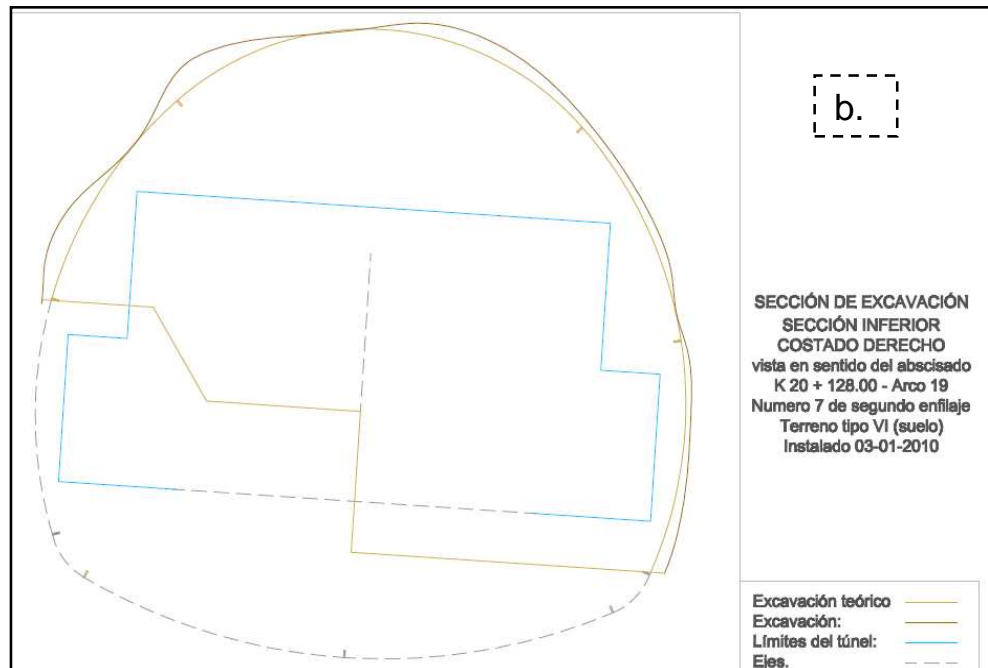 b.
SECCIÓN DE EXCAVACIÓN
SECCIÓN INFERIOR
COSTADO DERECHO
vista en sentido del abscisado
K 20 + 128.00 - Arco 19
Numero 7 de segundo enfilaje
Terreno tipo VI (suelo)
Instalado 03-01-2010
Excavación teórico
Excavación:
Límites del túnel:
Ejes.